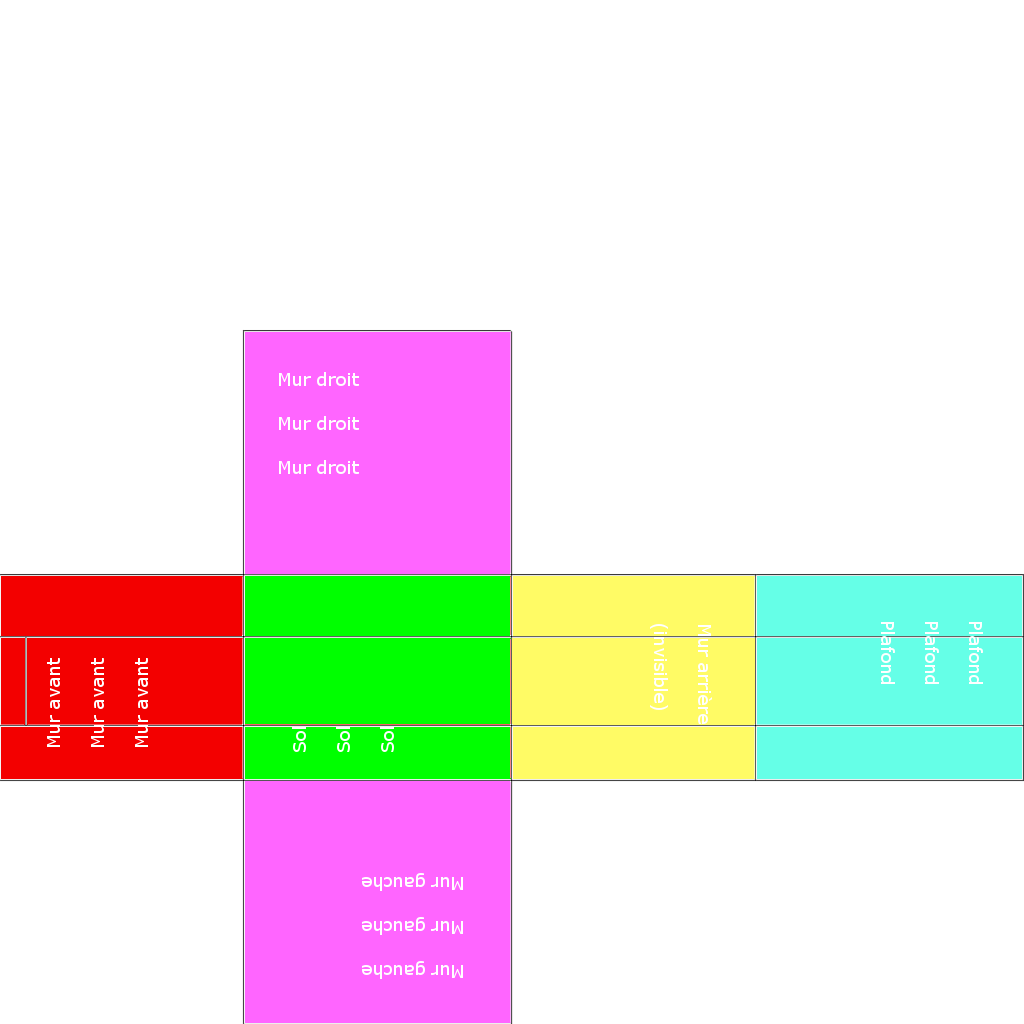 Mur droit
Mur droit
Mur droit
Mur avant
Mur avant
Mur avant
Sol
Sol
Sol
Mur arrière
(invisible)
Plafond
Plafond
Plafond
Mur gauche
Mur gauche
Mur gauche